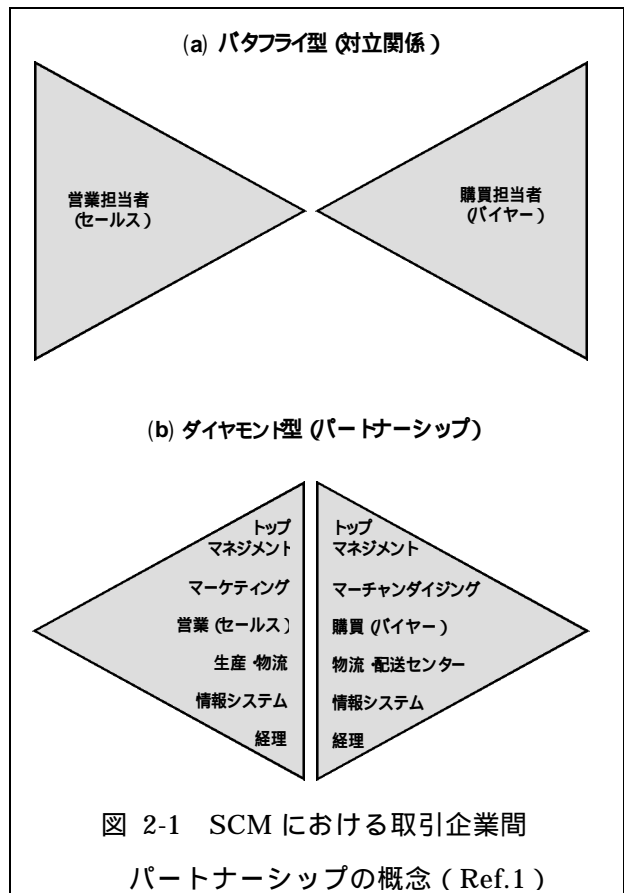 (a) バタフライ型 (対立関係)
営業担当者
(セールス)
購買担当者
(バイヤー)
(b) ダイヤモンド型 (パートナーシップ)
トップ
マネジメント
マーケティング
営業 (セールス)
生産・物流
情報システム
経理
トップ
マネジメント
マーチャンダイジング
購買 (バイヤー)
物流・配送センター
情報システム
経理
図 2-1 SCM における取引企業間
パートナーシップの概念 ( Ref.1 )